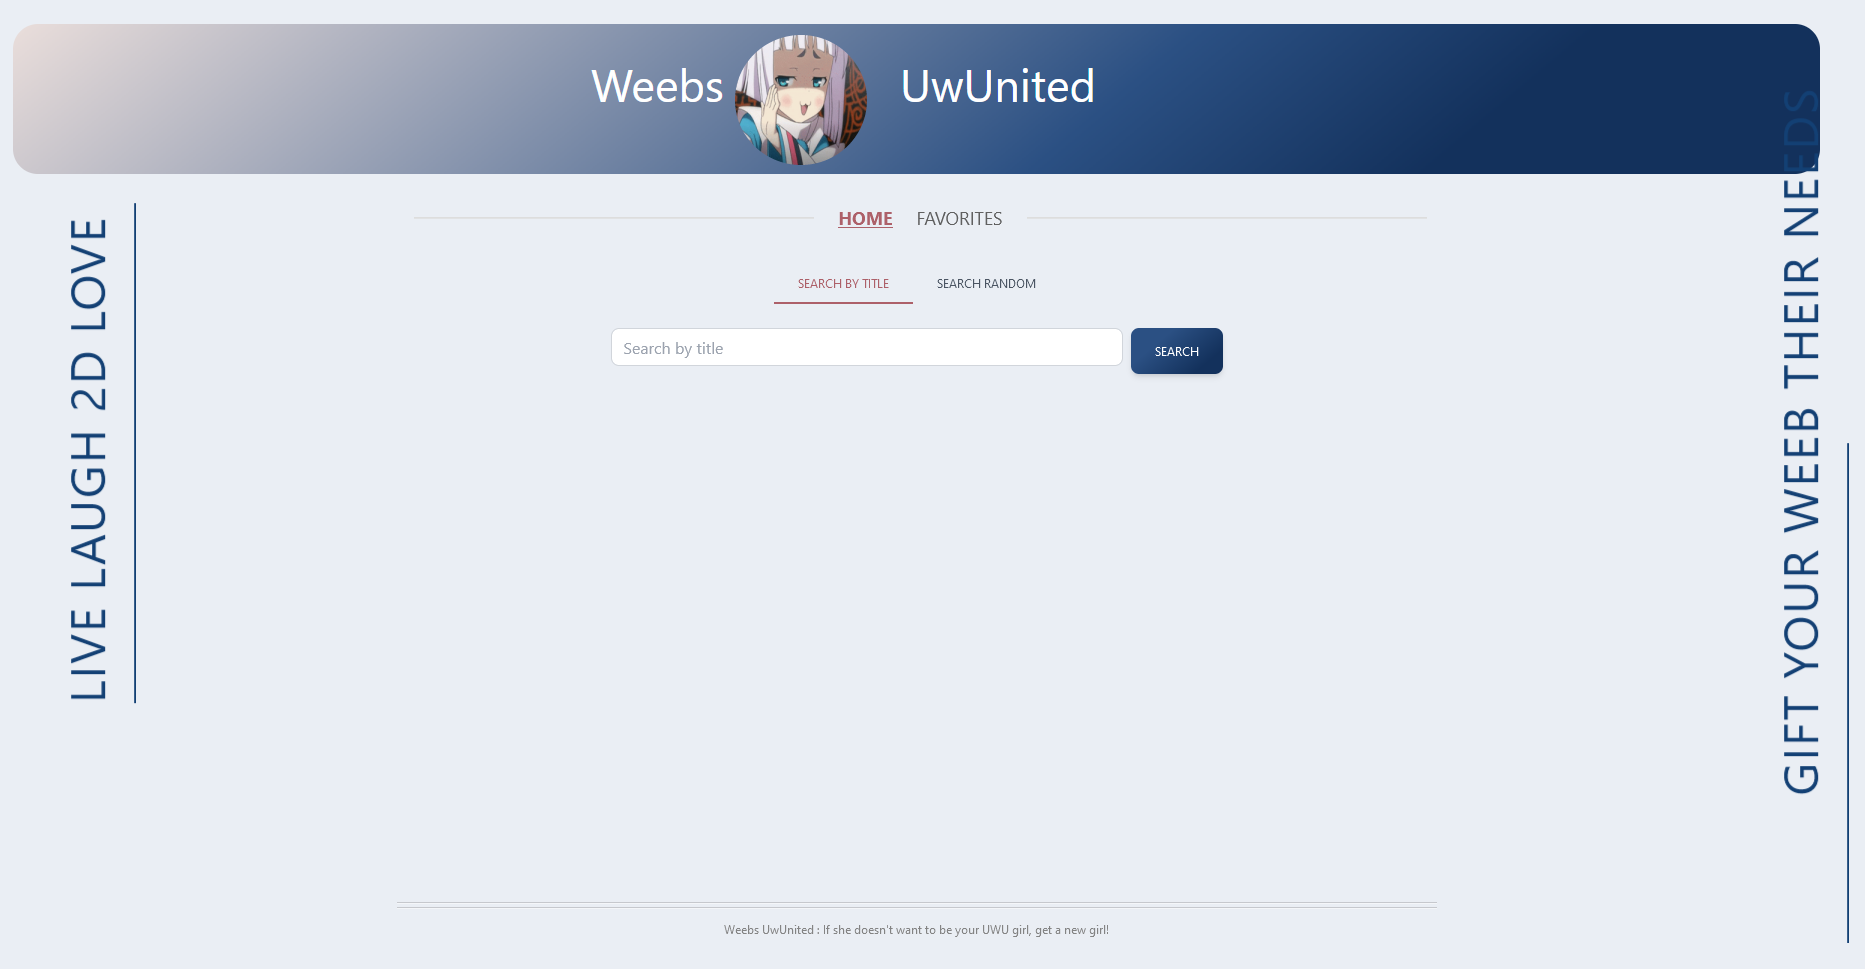 Weebs UwUnited
HOME FAVORITES
SEARCH BY TITLE SEARCH RANDOM
Search by title SEARCH
LIVE LAUGH 2D LOVE
GIFT YOUR WEEB THEIR NEEDS
Weebs UwUnited : If she doesn't want to be your UWU girl, get a new girl!